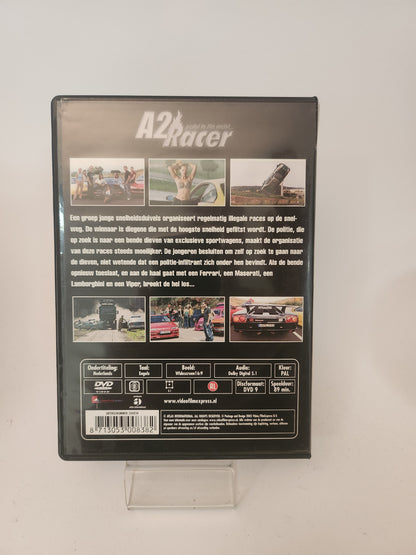 A2 Racer
pedal to the metal...
Een groep jonge snelheidsduivels organiseert regelmatig illegale races op de snel-
weg. De winnaar is diegene die met de hoogste snelheid geflitst wordt. De politie, die
op zoek is naar een bende dieven van exclusieve sportwagens, maakt de organisatie
van deze races steeds moeilijker. De jongeren besluiten om zelf op zoek te gaan naar
de dieven, niet wetende dat een politie-infiltrant zich onder hen bevindt. Als de bende
opnieuw toeslaat, en aan de haal gaat met een Ferrari, een Maserati, een
Lamborghini en een Viper, breekt de hel los...
Ondertiteling: Taal: Beeld: Audio: Kleur:
Nederlands Engels Widescreen16/9 Dolby Digital 5.1 PAL
DVD Discformaat: Speelduur:
DVD 9 89 min.
www.videofilmexpress.nl
8 713053 008382